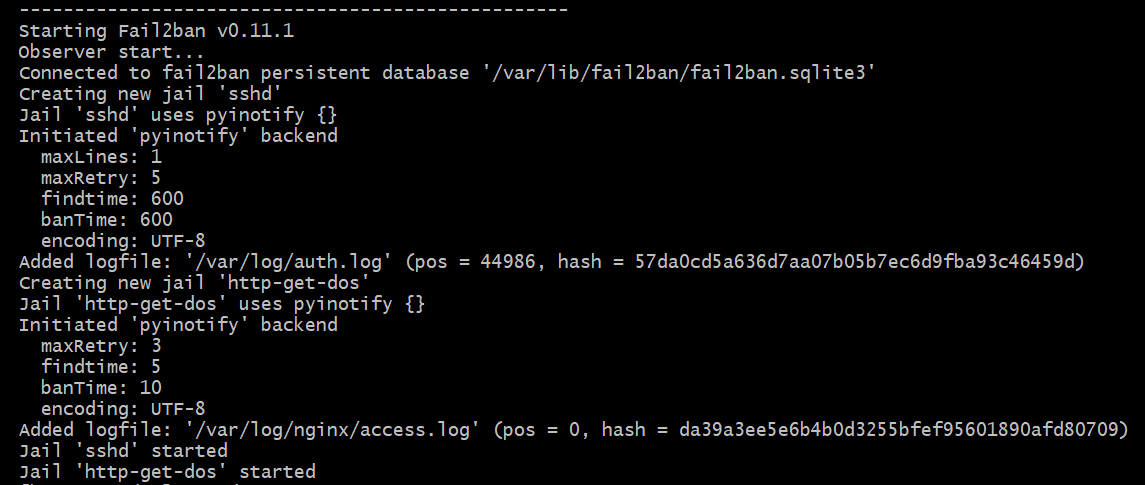 --------------------------------------------------
Starting Fail2ban v0.11.1
Observer start...
Connected to fail2ban persistent database '/var/lib/fail2ban/fail2ban.sqlite3'
Creating new jail 'sshd'
Jail 'sshd' uses pyinotify {}
Initiated 'pyinotify' backend
  maxLines: 1
  maxRetry: 5
  findtime: 600
  banTime: 600
  encoding: UTF-8
Added logfile: '/var/log/auth.log' (pos = 44986, hash = 57da0cd5a636d7aa07b05b7ec6d9fba93c46459d)
Creating new jail 'http-get-dos'
Jail 'http-get-dos' uses pyinotify {}
Initiated 'pyinotify' backend
  maxRetry: 3
  findtime: 5
  banTime: 10
  encoding: UTF-8
Added logfile: '/var/log/nginx/access.log' (pos = 0, hash = da39a3ee5e6b4b0d3255bfef95601890afd80709)
Jail 'sshd' started
Jail 'http-get-dos' started